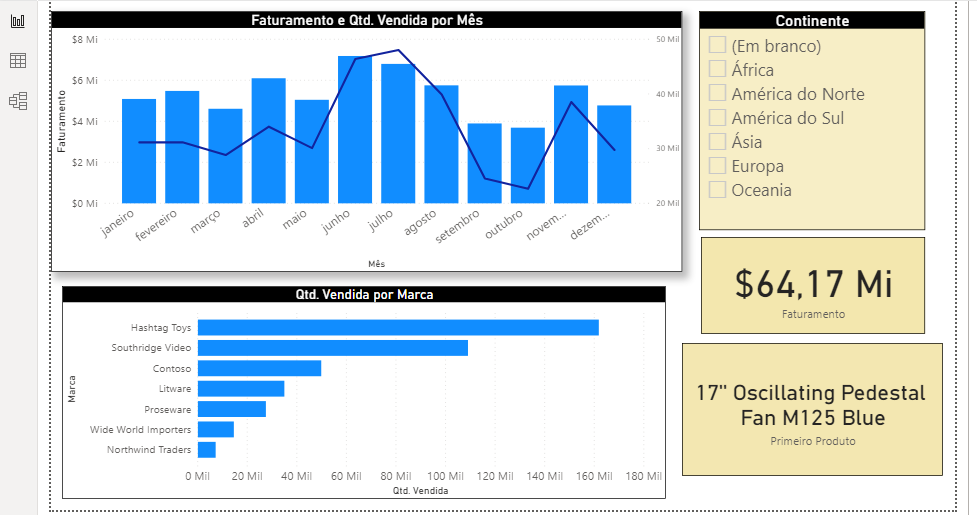 Faturamento e Qtd. Vendida por Mês
$8 Mi
$6 Mi
$4 Mi
$2 Mi
$0 Mi
Faturamento
50 Mil
40 Mil
30 Mil
20 Mil
janeiro
fevereiro
março
abril
maio
junho
julho
agosto
setembro
outubro
novem...
dezem...
Mês
Continente
(Em branco)
África
América do Norte
América do Sul
Ásia
Europa
Oceania
$64,17 Mi
Faturamento
Qtd. Vendida por Marca
Marca
Hashtag Toys
Southridge Video
Contoso
Litware
Proseware
Wide World Importers
Northwind Traders
0 Mil
20 Mil
40 Mil
60 Mil
80 Mil
100 Mil
120 Mil
140 Mil
160 Mil
180 Mil
Qtd. Vendida
17" Oscillating Pedestal
Fan M125 Blue
Primeiro Produto